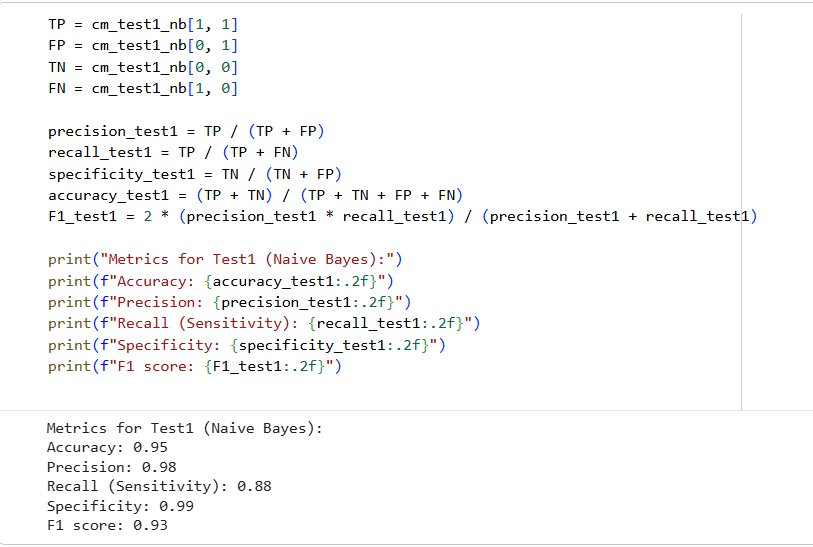 TP = cm_test1_nb[1, 1]
FP = cm_test1_nb[0, 1]
TN = cm_test1_nb[0, 0]
FN = cm_test1_nb[1, 0]
precision_test1 = TP / (TP + FP)
recall_test1 = TP / (TP + FN)
specificity_test1 = TN / (TN + FP)
accuracy_test1 = (TP + TN) / (TP + TN + FP + FN)
F1_test1 = 2 * (precision_test1 * recall_test1) / (precision_test1 + recall_test1)
print("Metrics for Test1 (Naive Bayes):")
print(f"Accuracy: {accuracy_test1:.2f}")
print(f"Precision: {precision_test1:.2f}")
print(f"Recall (Sensitivity): {recall_test1:.2f}")
print(f"Specificity: {specificity_test1:.2f}")
print(f"F1 score: {F1_test1:.2f}")
Metrics for Test1 (Naive Bayes):
Accuracy: 0.95
Precision: 0.98
Recall (Sensitivity): 0.88
Specificity: 0.99
F1 score: 0.93